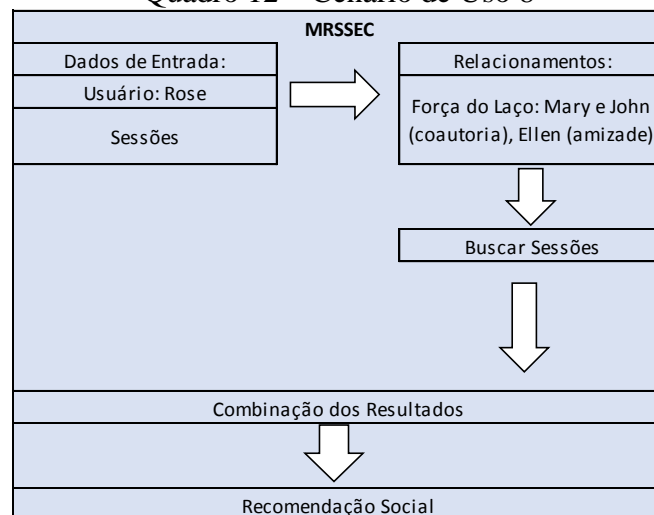 Quadro 12 – Cenário de Uso 8
MRSSEC
Dados de Entrada:
Usuário: Rose
Sessões
Relacionamentos:
Força do Laço: Mary e John
(coautoria), Ellen (amizade)
Buscar Sessões
Combinação dos Resultados
Recomendação Social